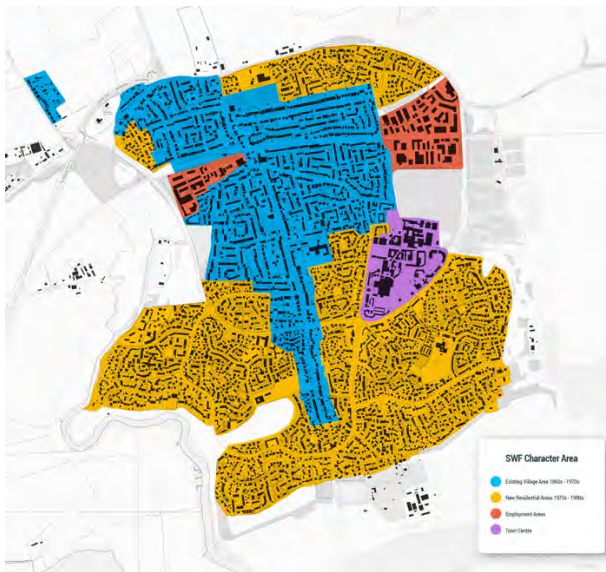 SWF Character Area
Existing Village Area 1960s - 1970s
New Residential Areas 1970s - 1990s
Employment Areas
Town Centre